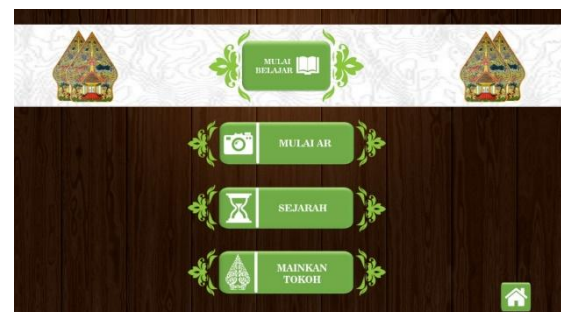 MULAI
BELAJAR
MULAI AR
SEJARAH
MAINKAN
TOKOH